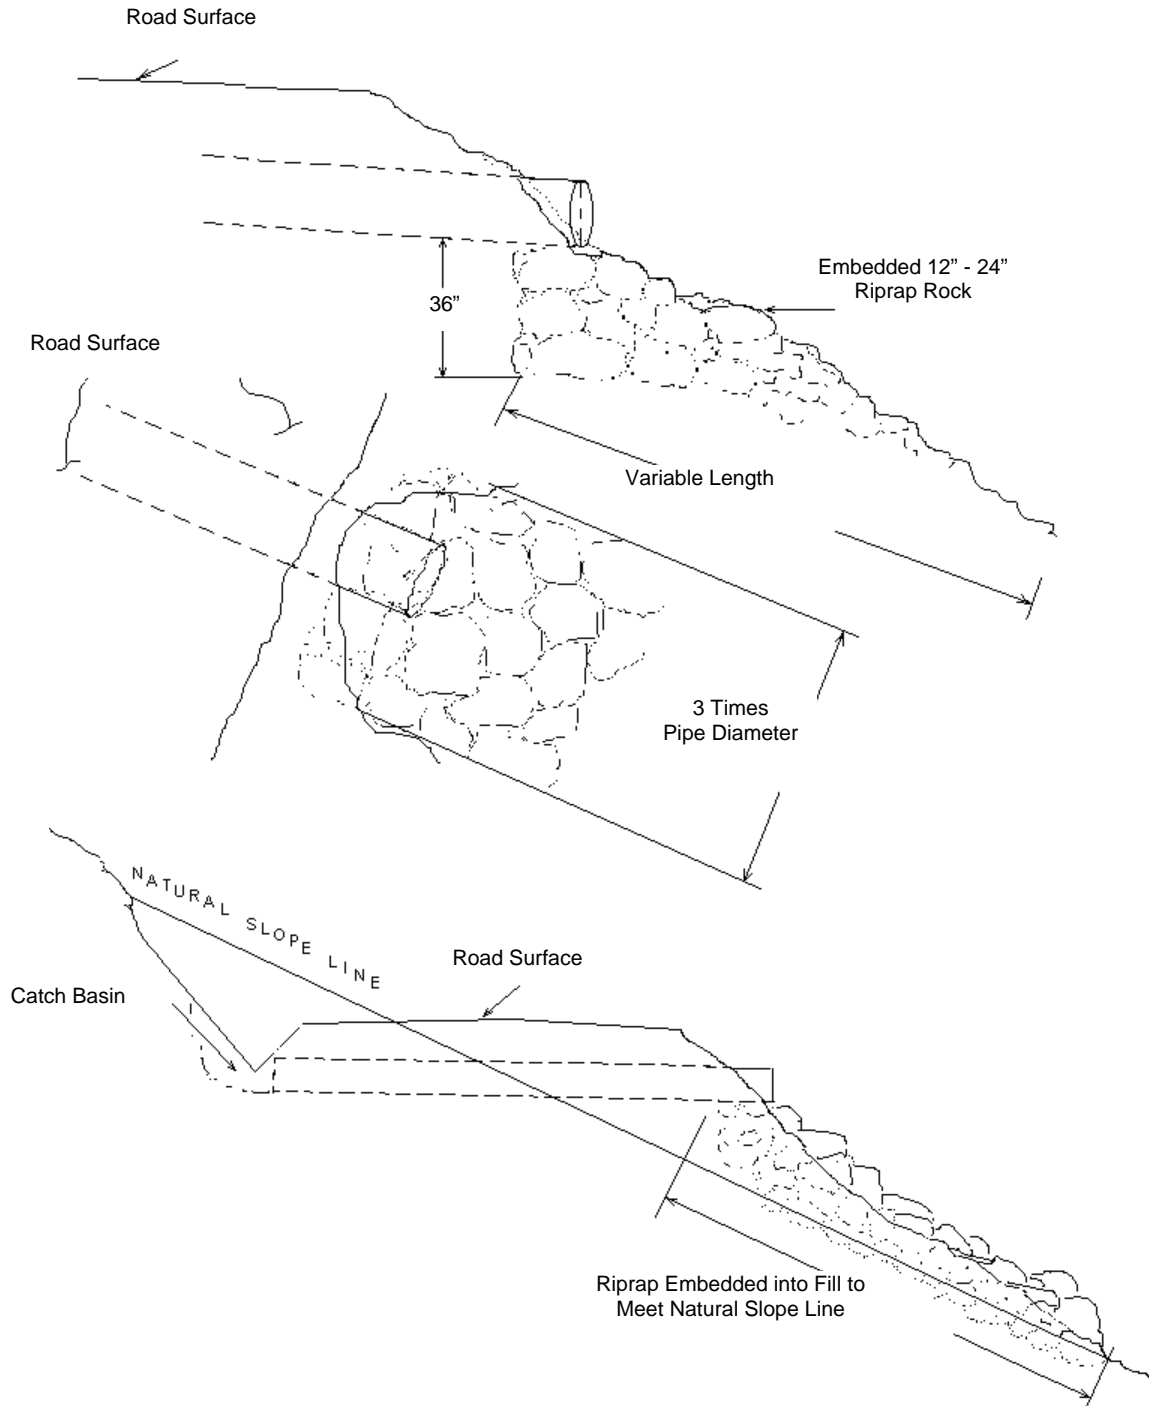 Road Surface
Embedded 12” - 24”
Riprap Rock
36”
Road Surface
Variable Length
3 Times
Pipe Diameter
NATURAL SLOPE LINE
Road Surface
Catch Basin
Riprap Embedded into Fill to
Meet Natural Slope Line